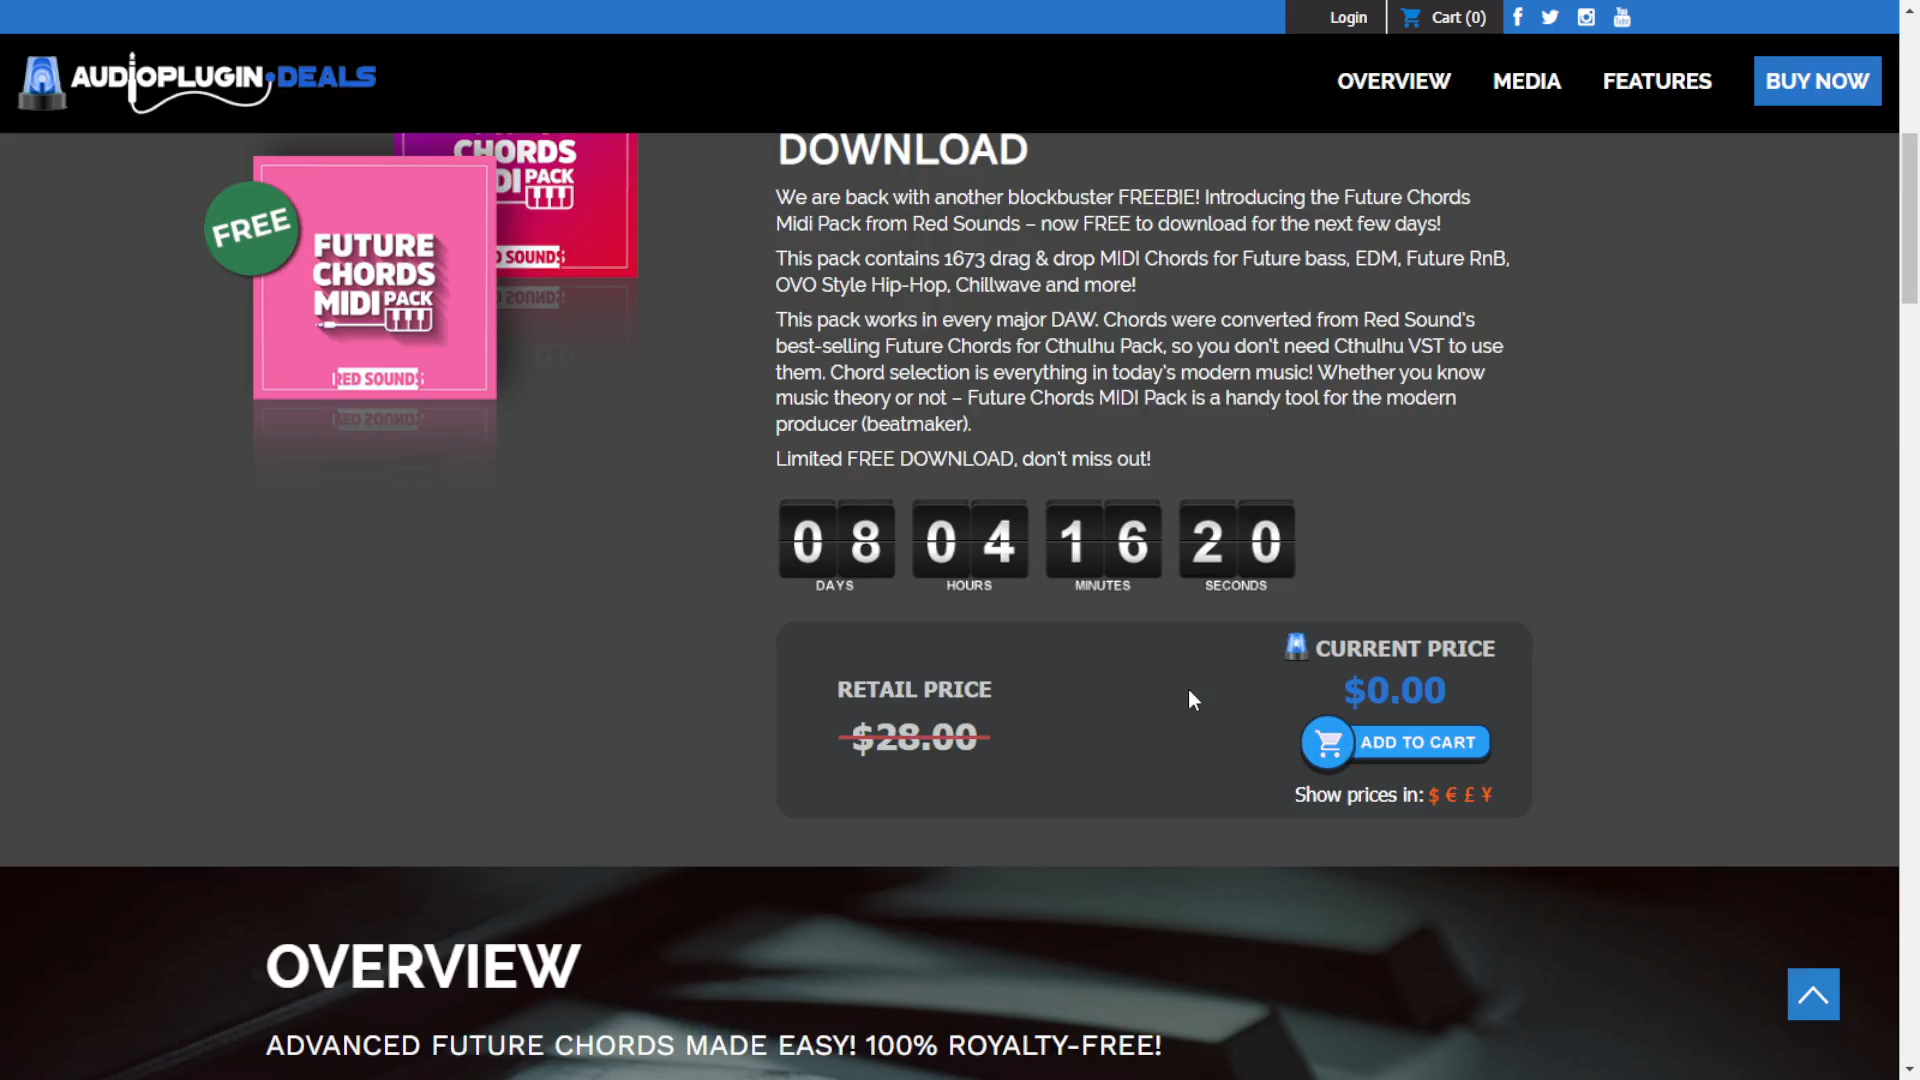 Login
Cart (0)
You
AUDIOPLUGIN.DEALS
OVERVIEW
MEDIA
FEATURES
BUY NOW
CHORDS
MIDI PACK
RED SOUNDS
FREE
FUTURE
CHORDS
MIDI PACK
RED SOUNDS
DOWNLOAD
We are back with another blockbuster FREEBIE! Introducing the Future Chords
Midi Pack from Red Sounds – now FREE to download for the next few days!
This pack contains 1673 drag & drop MIDI Chords for Future bass, EDM, Future RnB,
OVO Style Hip-Hop, Chillwave and more!
This pack works in every major DAW. Chords were converted from Red Sound's
best-selling Future Chords for Cthulhu Pack, so you don't need Cthulhu VST to use
them. Chord selection is everything in today's modern music! Whether you know
music theory or not – Future Chords MIDI Pack is a handy tool for the modern
producer (beatmaker).
Limited FREE DOWNLOAD, don't miss out!
08 04 16 20
DAYS HOURS MINUTES SECONDS
RETAIL PRICE
$28.00
CURRENT PRICE
$0.00
ADD TO CART
Show prices in: $ € £ ¥
OVERVIEW
ADVANCED FUTURE CHORDS MADE EASY! 100% ROYALTY-FREE!